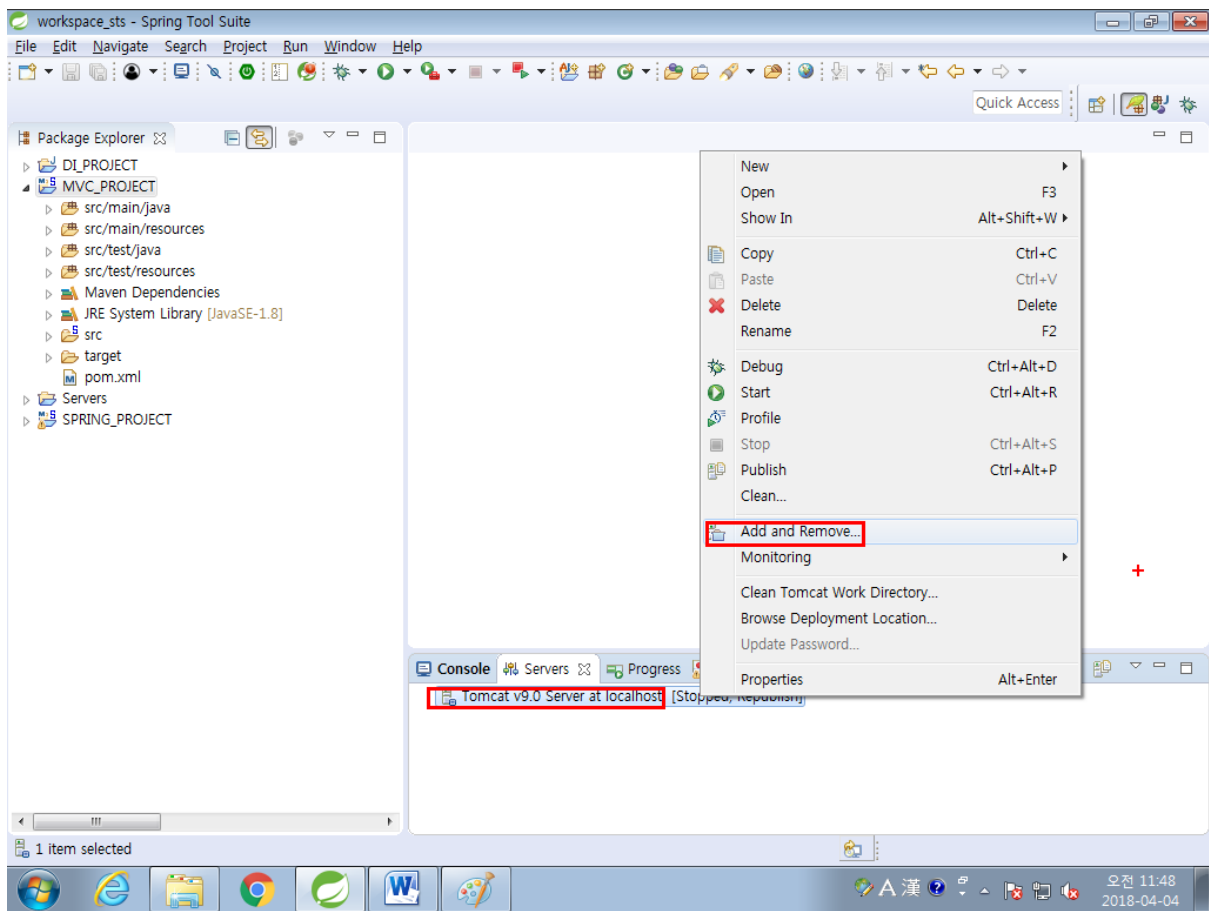 workspace_sts - Spring Tool Suite
File Edit Navigate Search Project Run Window Help
Quick Access
Package Explorer
DI_PROJECT
MVC_PROJECT
src/main/java
src/main/resources
src/test/java
src/test/resources
Maven Dependencies
JRE System Library [JavaSE-1.8]
src
target
pom.xml
Servers
SPRING_PROJECT
New
Open F3
Show In Alt+Shift+W
Copy Ctrl+C
Paste Ctrl+V
Delete Delete
Rename F2
Debug Ctrl+Alt+D
Start Ctrl+Alt+R
Profile
Stop Ctrl+Alt+S
Publish Ctrl+Alt+P
Clean...
Add and Remove...
Monitoring
Clean Tomcat Work Directory...
Browse Deployment Location...
Update Password...
Properties Alt+Enter
Console Servers Progress
Tomcat v9.0 Server at localhost [Stopped, Republish]
1 item selected
A 漢
오전 11:48
2018-04-04